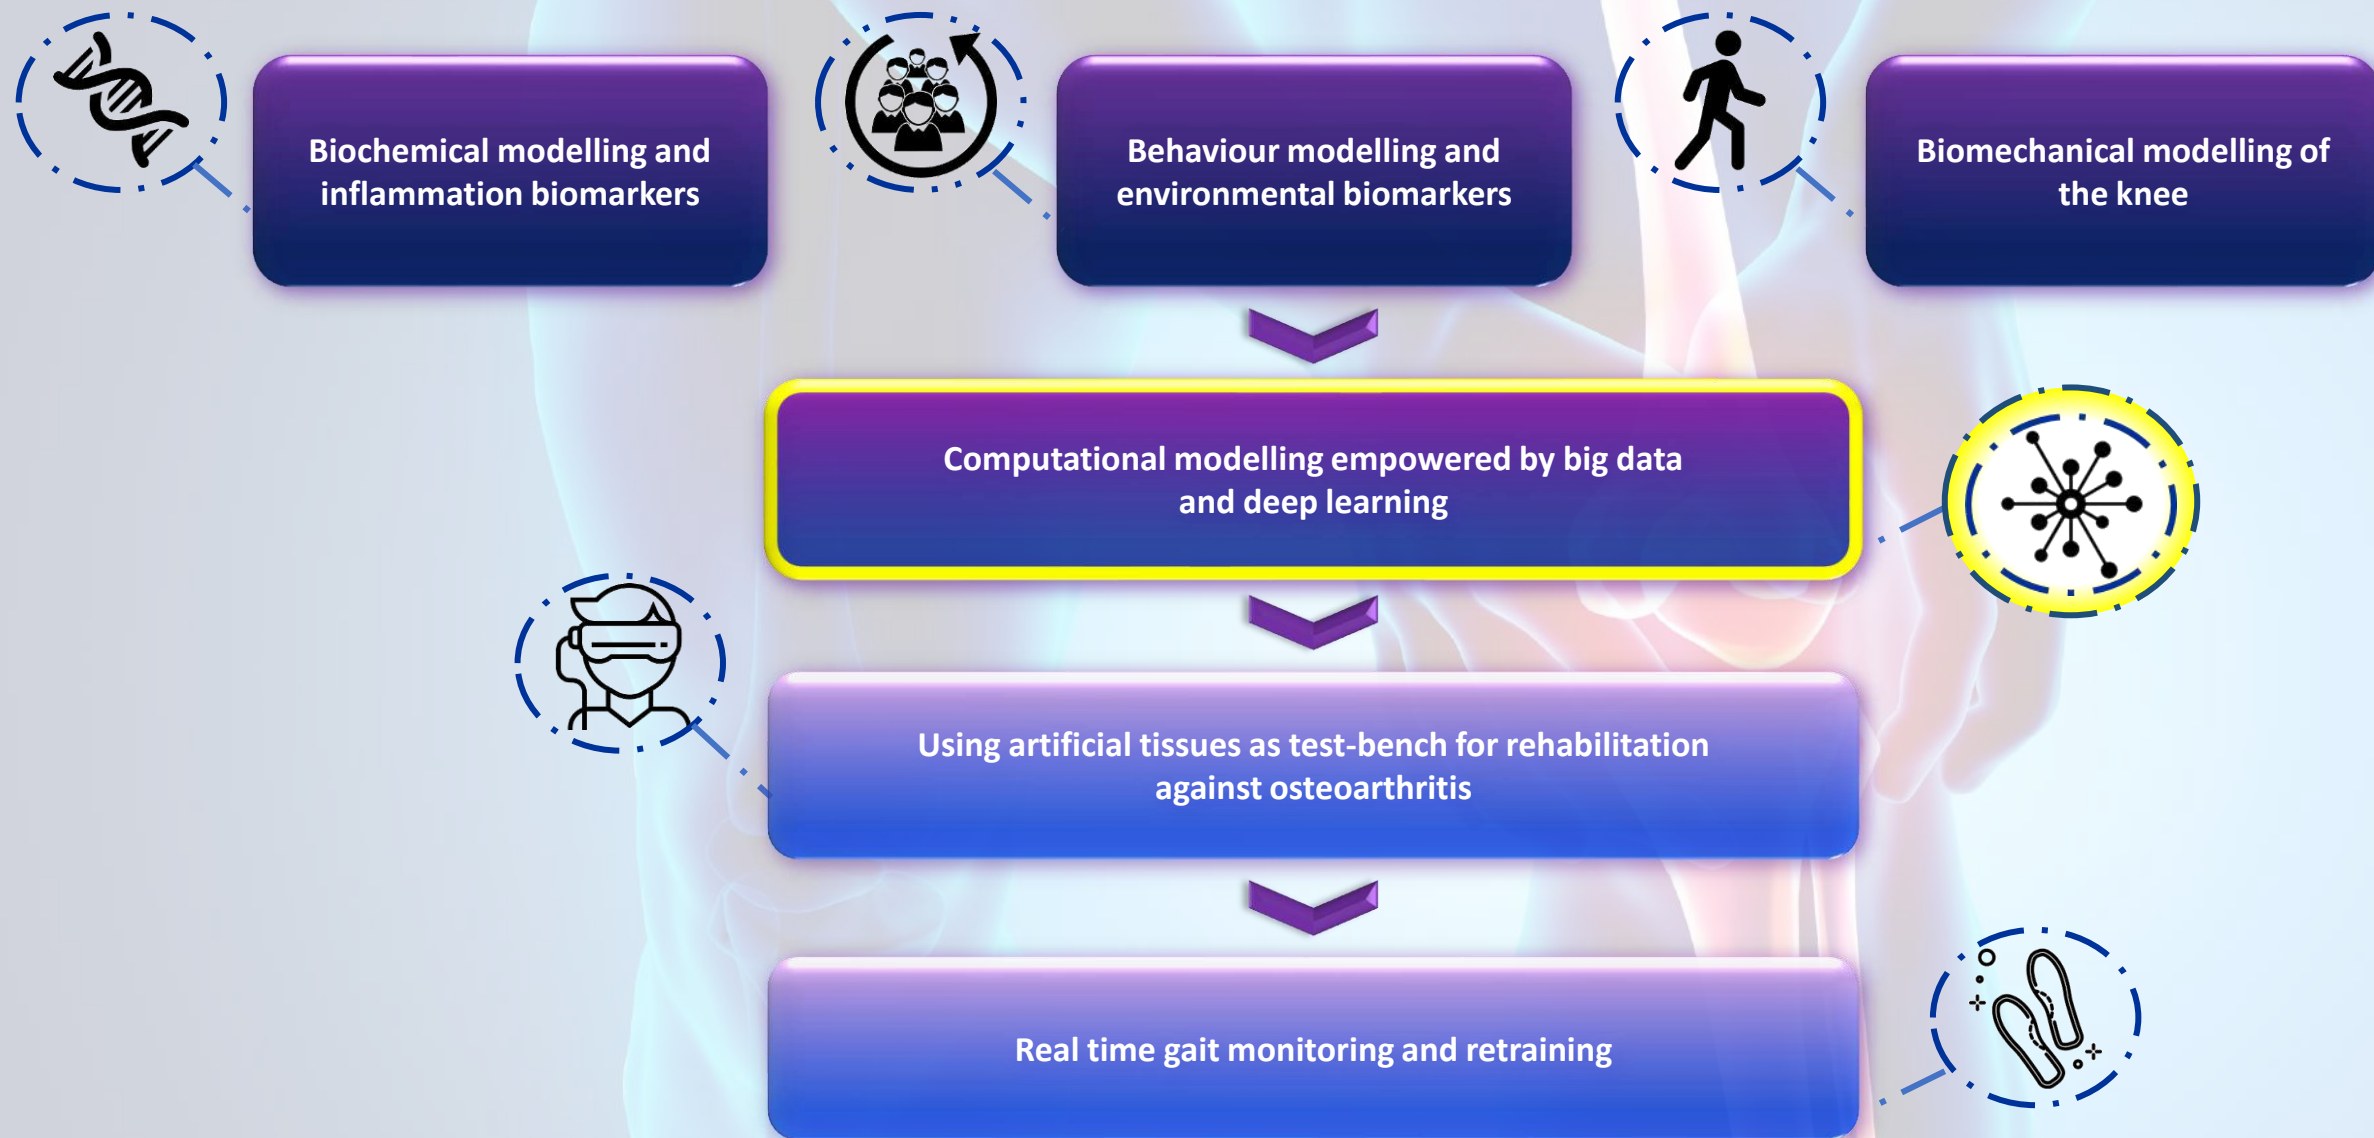 Biochemical modelling and
inflammation biomarkers
Behaviour modelling and
environmental biomarkers
Biomechanical modelling of
the knee
Computational modelling empowered by big data
and deep learning
Using artificial tissues as test-bench for rehabilitation
against osteoarthritis
Real time gait monitoring and retraining